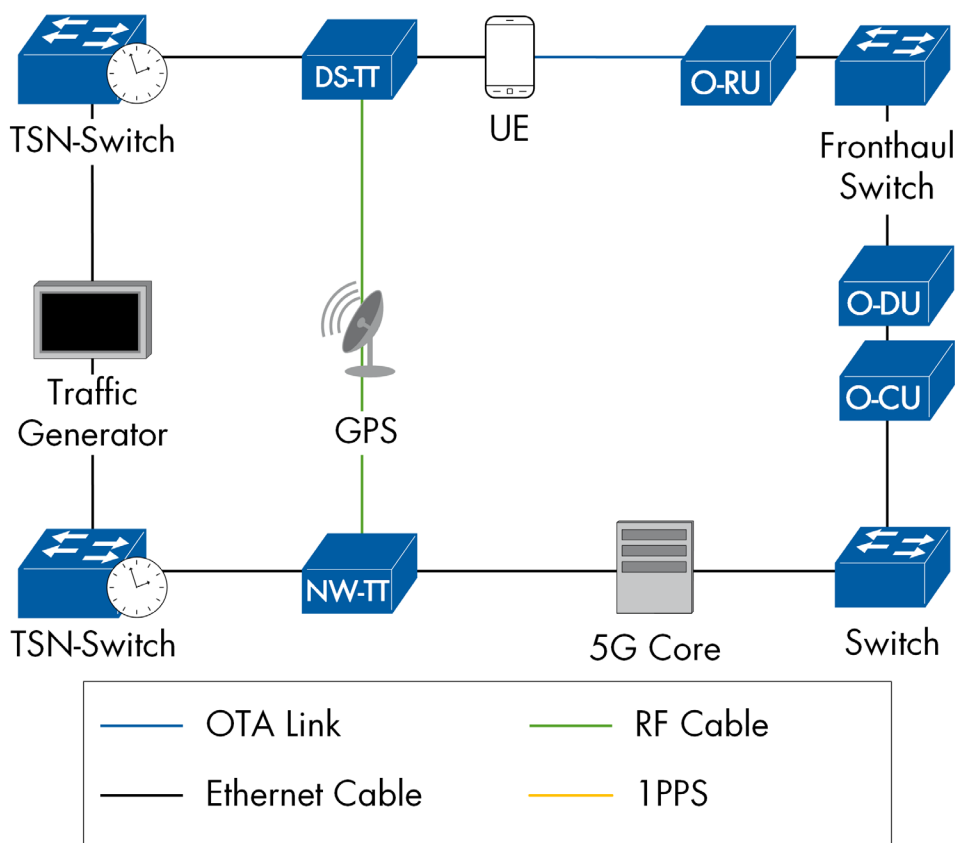 DS-TT
O-RU
TSN-Switch
UE
Fronthaul
Switch
O-DU
O-CU
Traffic
Generator
GPS
NW-TT
TSN-Switch
5G Core
Switch
OTA Link
RF Cable
Ethernet Cable
1PPS